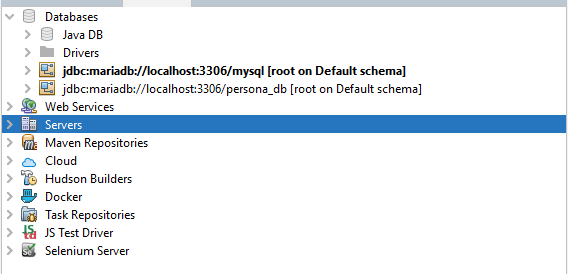 Databases
Java DB
Drivers
jdbc:mariadb://localhost:3306/mysql [root on Default schema]
jdbc:mariadb://localhost:3306/persona_db [root on Default schema]
Web Services
Servers
Maven Repositories
Cloud
Hudson Builders
Docker
Task Repositories
JS Test Driver
Selenium Server